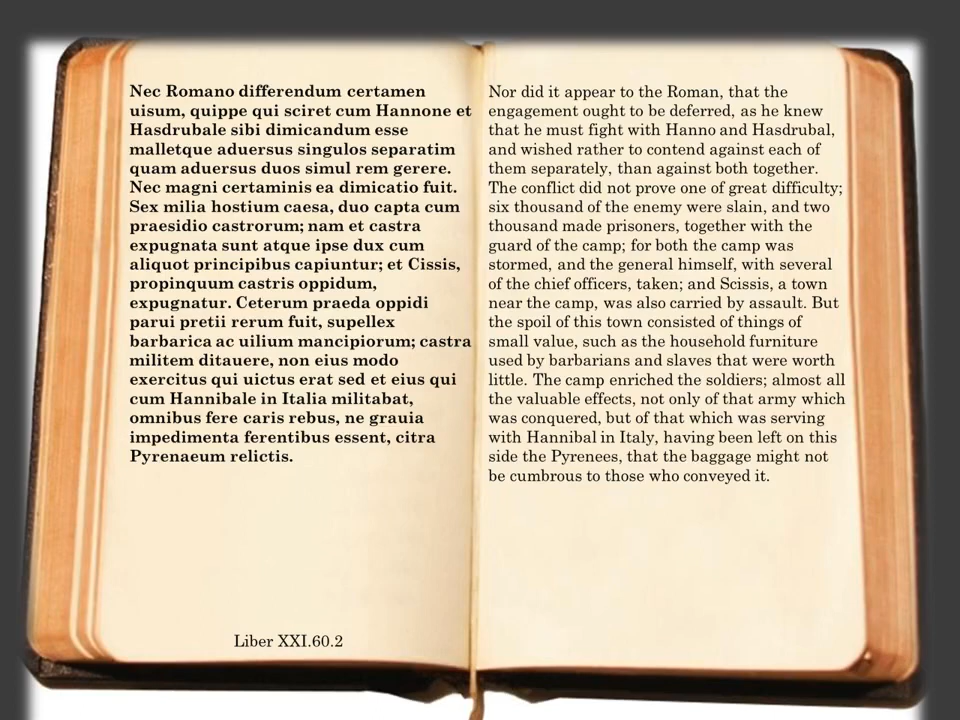 Nec Romano differendum certamen
uisum, quippe qui sciret cum Hannone et
Hasdrubale sibi dimicandum esse
malletque aduersus singulos separatim
quam aduersus duos simul rem gerere.
Nec magni certaminis ea dimicatio fuit.
Sex milia hostium caesa, duo capta cum
praesidio castrorum; nam et castra
expugnata sunt atque ipse dux cum
aliquot principibus capiuntur; et Cissis,
propinquum castris oppidum,
expugnatur. Ceterum praeda oppidi
parui pretii rerum fuit, supellex
barbarica ac uilium mancipiorum; castra
militem ditauere, non eius modo
exercitus qui uictus erat sed et eius qui
cum Hannibale in Italia militabat,
omnibus fere caris rebus, ne grauia
impedimenta ferentibus essent, citra
Pyrenaeum relictis.
Liber XXI.60.2
Nor did it appear to the Roman, that the
engagement ought to be deferred, as he knew
that he must fight with Hanno and Hasdrubal,
and wished rather to contend against each of
them separately, than against both together.
The conflict did not prove one of great difficulty;
six thousand of the enemy were slain, and two
thousand made prisoners, together with the
guard of the camp; for both the camp was
stormed, and the general himself, with several
of the chief officers, taken; and Scissis, a town
near the camp, was also carried by assault. But
the spoil of this town consisted of things of
small value, such as the household furniture
used by barbarians and slaves that were worth
little. The camp enriched the soldiers; almost all
the valuable effects, not only of that army which
was conquered, but of that which was serving
with Hannibal in Italy, having been left on this
side the Pyrenees, that the baggage might not
be cumbrous to those who conveyed it.